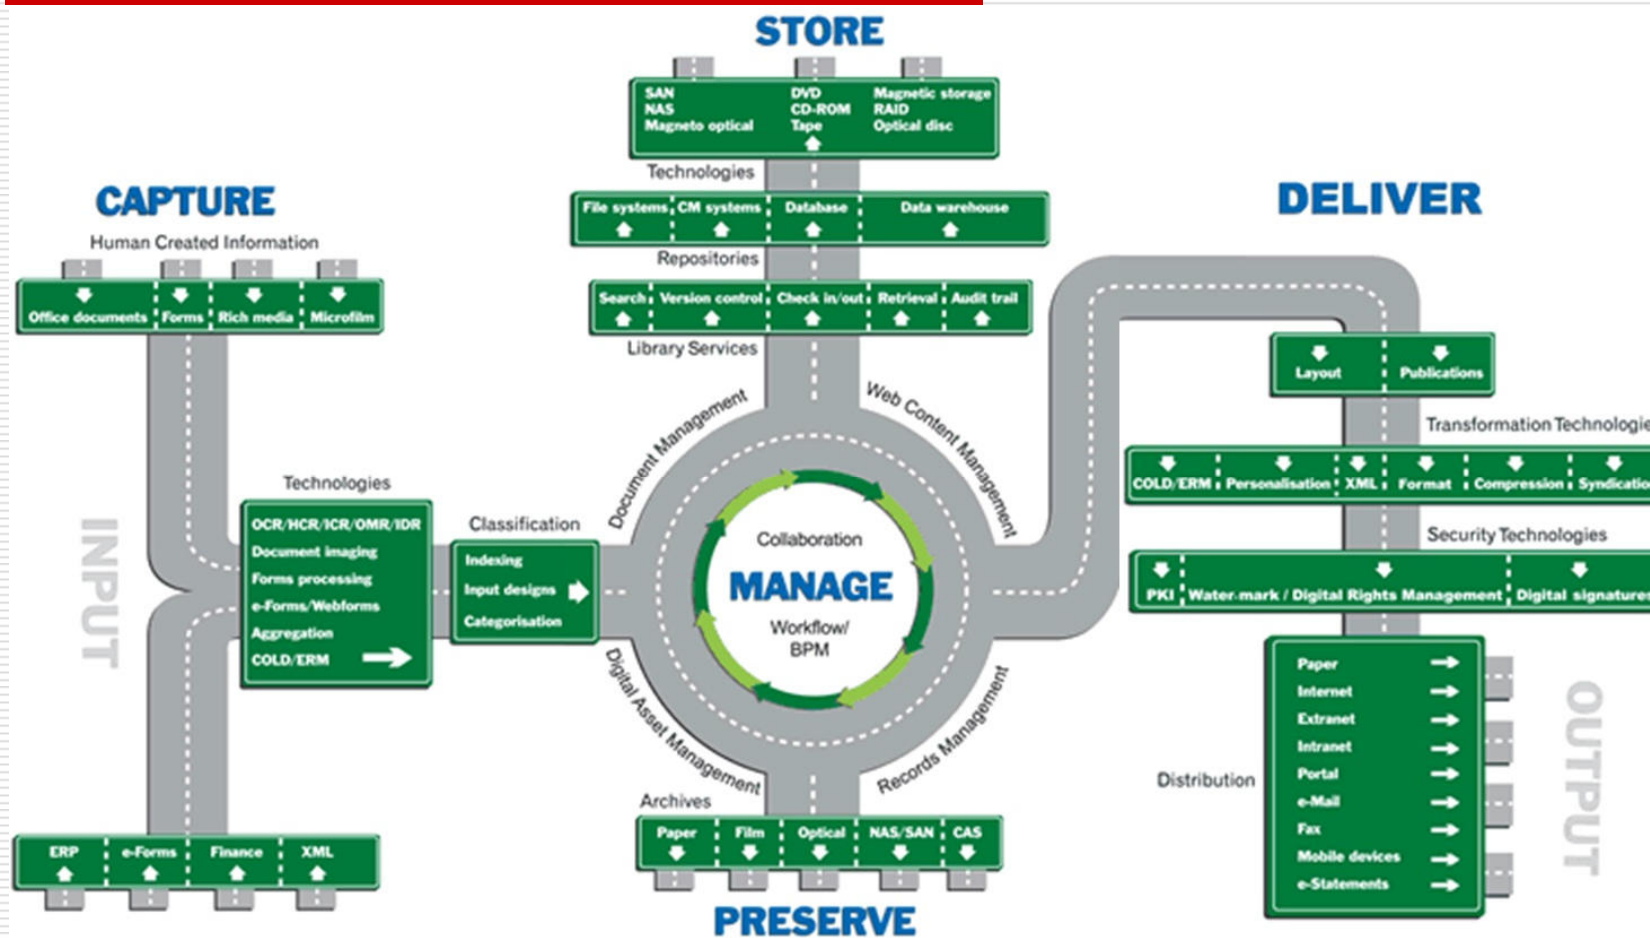 STORE
SAN
NAS
Magneto optical
DVD
CD-ROM
Tape
Magnetic storage
RAID
Optical disc
Technologies
File systems
CM systems
Database
Data warehouse
Repositories
Search
Version control
Check in/out
Retrieval
Audit trail
Library Services
CAPTURE
Human Created Information
Office documents
Forms
Rich media
Microfilm
INPUT
Technologies
OCR/HCR/ICR/OMR/IDR
Document imaging
Forms processing
e-Forms/Webforms
Aggregation
COLD/ERM
Classification
Indexing
Input designs
Categorisation
ERP
e-Forms
Finance
XML
Document Management
Web Content Management
Collaboration
MANAGE
Workflow/
BPM
Digital Asset Management
Records Management
Archives
Paper
Film
Optical
NAS/SAN
CAS
PRESERVE
DELIVER
Layout
Publications
Transformation Technologie
COLD/ERM
Personalisation
XML
Format
Compression
Syndicatio
Security Technologies
PKI
Water-mark / Digital Rights Management
Digital signatures
Distribution
Paper
Internet
Extranet
Intranet
Portal
e-Mail
Fax
Mobile devices
e-Statements
OUTPUT